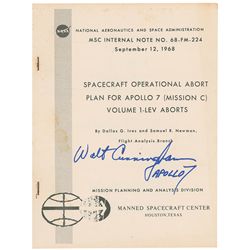 NASA
NATIONAL AERONAUTICS AND SPACE ADMINISTRATION
MSC INTERNAL NOTE NO. 68-FM-224
September 12, 1968
SPACECRAFT OPERATIONAL ABORT
PLAN FOR APOLLO 7 (MISSION C)
VOLUME 1-LEV ABORTS
By Dallas G. Ives and Samuel R. Newman,
Flight Analysis Branch
Walt Cunningham
APOLLO 7
MISSION PLANNING AND ANALYSIS DIVISION
MANNED SPACECRAFT CENTER
HOUSTON, TEXAS